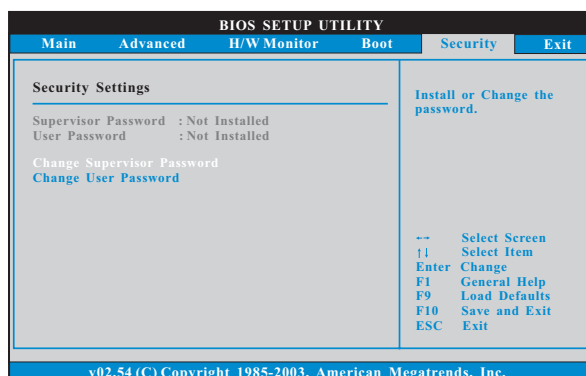 BIOS SETUP UTILITY
Main Advanced H/W Monitor Boot Security Exit
Security Settings
Supervisor Password : Not Installed
User Password : Not Installed
Change Supervisor Password
Change User Password
Install or Change the
password.
←→ Select Screen
↑↓ Select Item
Enter Change
F1 General Help
F9 Load Defaults
F10 Save and Exit
ESC Exit
v02.54 (C) Copyright 1985-2003, American Megatrends, Inc.